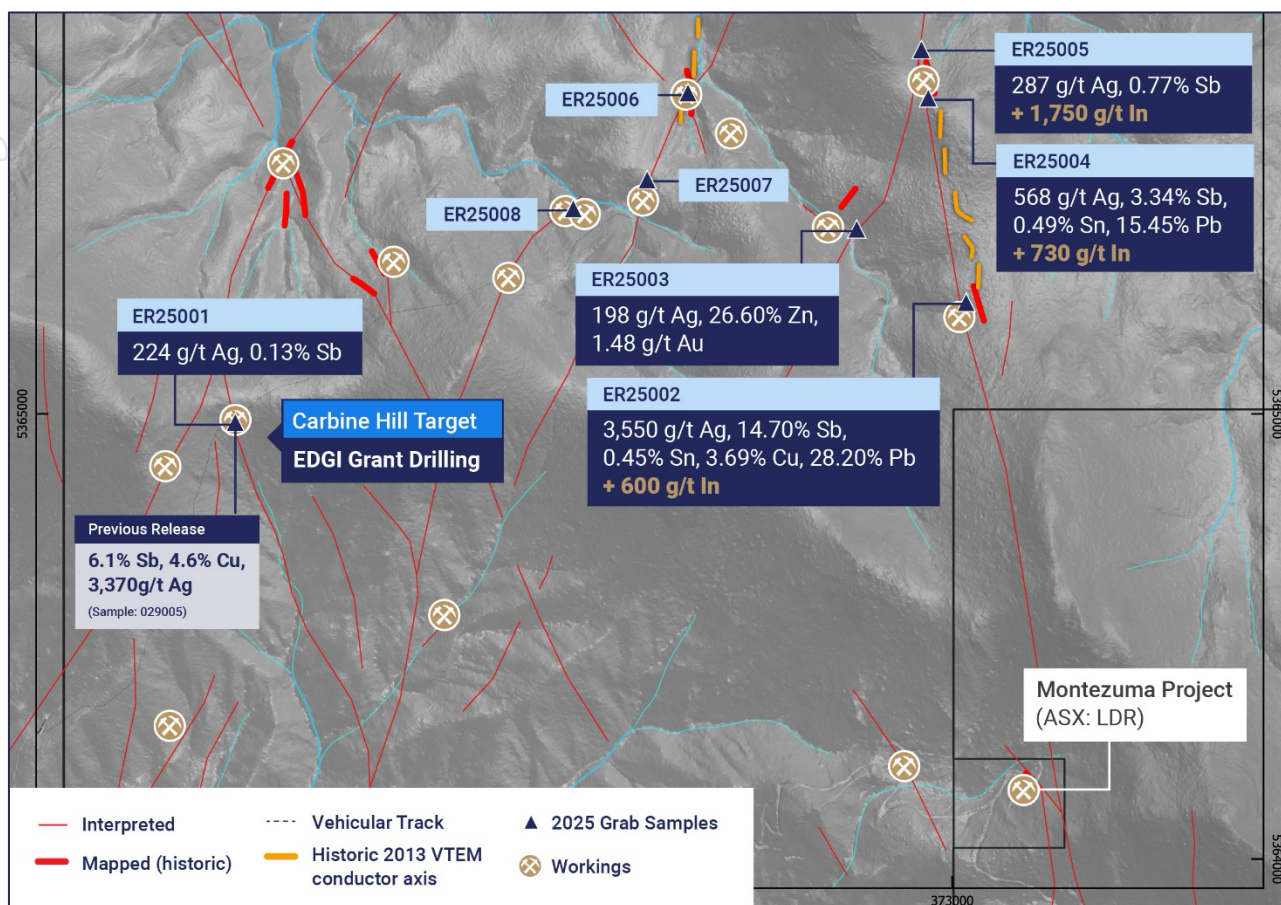 ER25005
287 g/t Ag, 0.77% Sb
+ 1,750 g/t In
ER25006
ER25004
568 g/t Ag, 3.34% Sb,
0.49% Sn, 15.45% Pb
+ 730 g/t In
ER25007
ER25008
ER25003
198 g/t Ag, 26.60% Zn,
1.48 g/t Au
ER25001
224 g/t Ag, 0.13% Sb
ER25002
3,550 g/t Ag, 14.70% Sb,
0.45% Sn, 3.69% Cu, 28.20% Pb
+ 600 g/t In
5365000
5365000
Carbine Hill Target
EDGI Grant Drilling
Previous Release
6.1% Sb, 4.6% Cu,
3,370g/t Ag
(Sample: 029005)
Montezuma Project
(ASX: LDR)
Interpreted
Mapped (historic)
Vehicular Track
Historic 2013 VTEM
conductor axis
2025 Grab Samples
Workings
5364000
373000